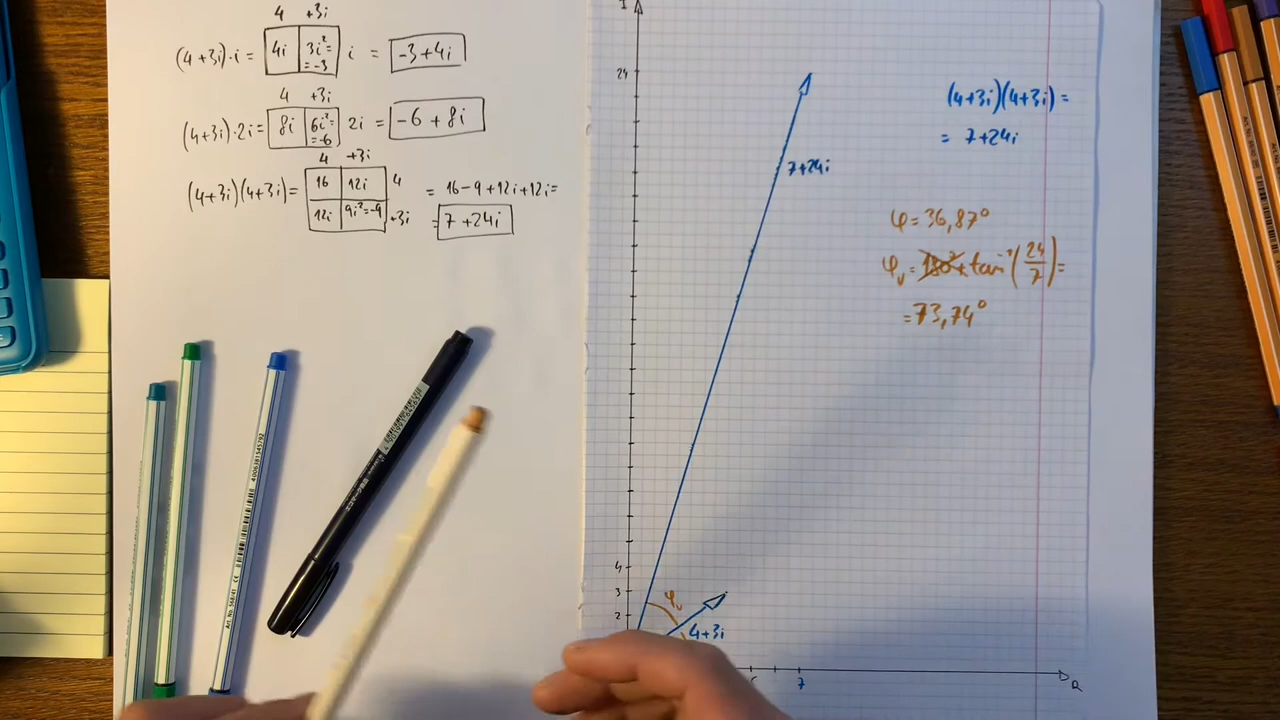 4 +3i
(4+3i)·i = 4i 3i²= =-3 i = -3+4i
4 +3i
(4+3i)·2i = 8i 6i²= =-6 2i = -6+8i
4 +3i
(4+3i)(4+3i)= 16 12i 4 = 16-9+12i+12i=
12i 9i²=-9 +3i = 7+24i
24
7+24i
4
3
2
4+3i
7
R
φᵥ
(4+3i)(4+3i)=
= 7+24i
φ=36,87°
φᵥ= tan⁻¹(24/7)=
=73,74°